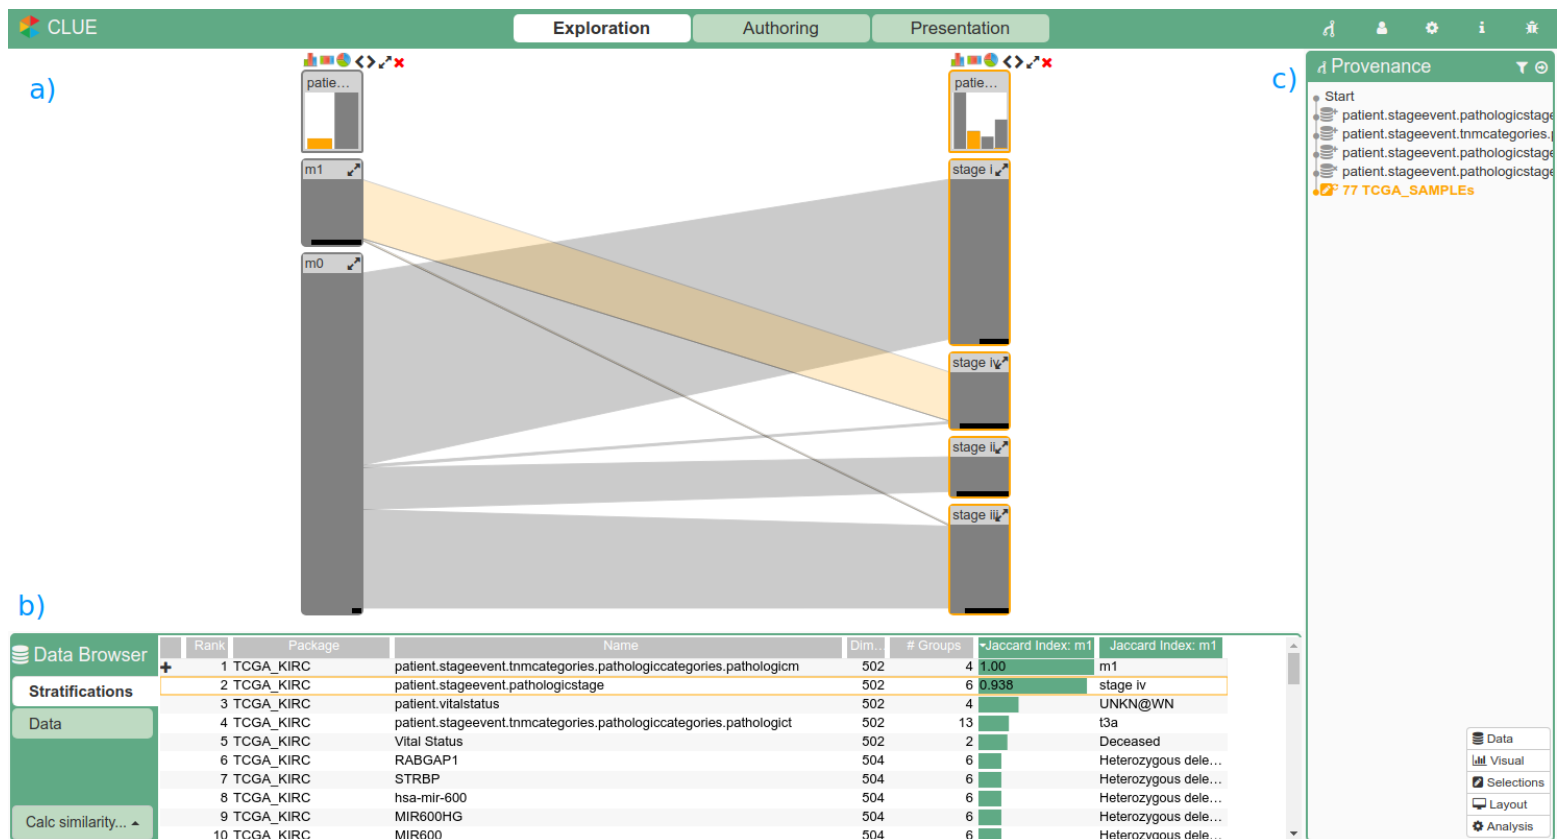 CLUE
Exploration
Authoring
Presentation
a)
patie...
m1
m0
patie...
stage i
stage iv
stage ii
stage iii
c)
Provenance
Start
patient.stageevent.pathologicstage
patient.stageevent.tnmcategories.p
patient.stageevent.pathologicstage
patient.stageevent.pathologicstage
77 TCGA_SAMPLEs
Data
Visual
Selections
Layout
Analysis
b)
Data Browser
Stratifications
Data
Calc similarity...
Rank Package Name Dim... # Groups Jaccard Index: m1 Jaccard Index: m1
1 TCGA_KIRC patient.stageevent.tnmcategories.pathologiccategories.pathologicm 502 4 1.00 m1
2 TCGA_KIRC patient.stageevent.pathologicstage 502 6 0.938 stage iv
3 TCGA_KIRC patient.vitalstatus 502 4 UNKN@WN
4 TCGA_KIRC patient.stageevent.tnmcategories.pathologiccategories.pathologict 502 13 t3a
5 TCGA_KIRC Vital Status 502 2 Deceased
6 TCGA_KIRC RABGAP1 504 6 Heterozygous dele...
7 TCGA_KIRC STRBP 504 6 Heterozygous dele...
8 TCGA_KIRC hsa-mir-600 504 6 Heterozygous dele...
9 TCGA_KIRC MIR600HG 504 6 Heterozygous dele...
10 TCGA_KIRC MIR600 504 6 Heterozygous dele...